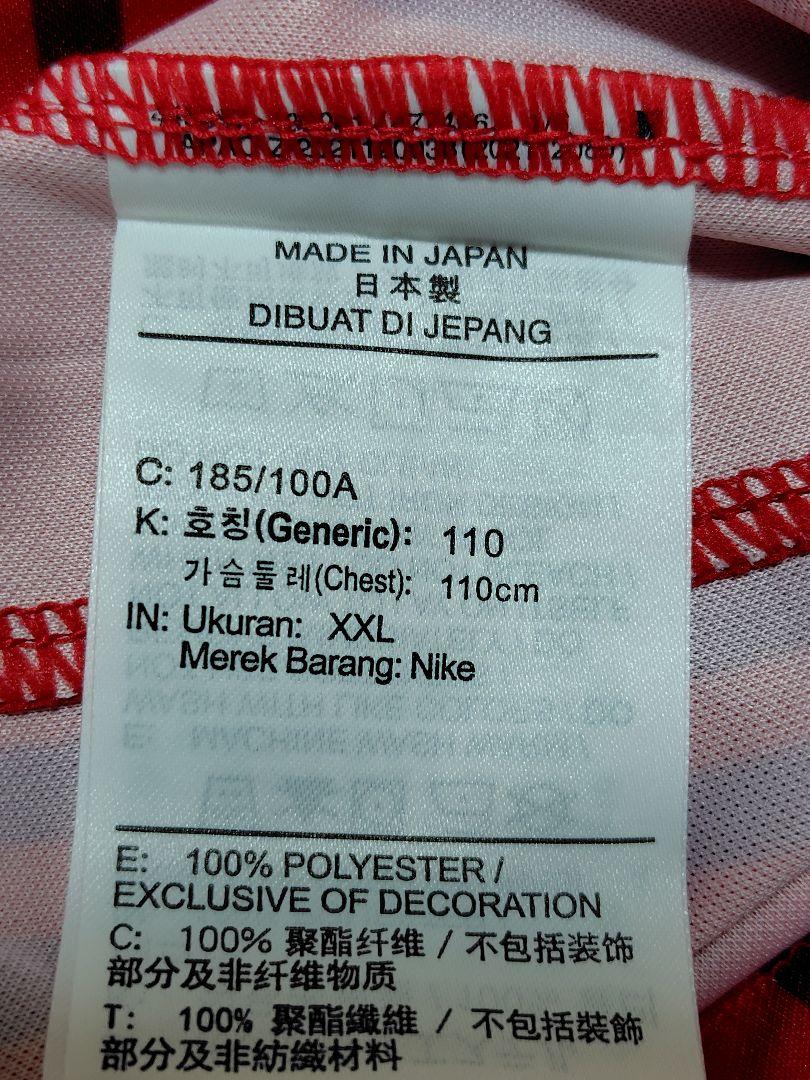 MADE IN JAPAN
日本製
DIBUAT DI JEPANG
C: 185/100A
K: 호칭(Generic): 110
가슴둘레(Chest): 110cm
IN: Ukuran: XXL
Merek Barang: Nike
E: 100% POLYESTER /
EXCLUSIVE OF DECORATION
C: 100% 聚酯纤维 / 不包括装饰
部分及非纤维物质
T: 100% 聚酯纖維 / 不包括裝飾
部分及非紡織材料